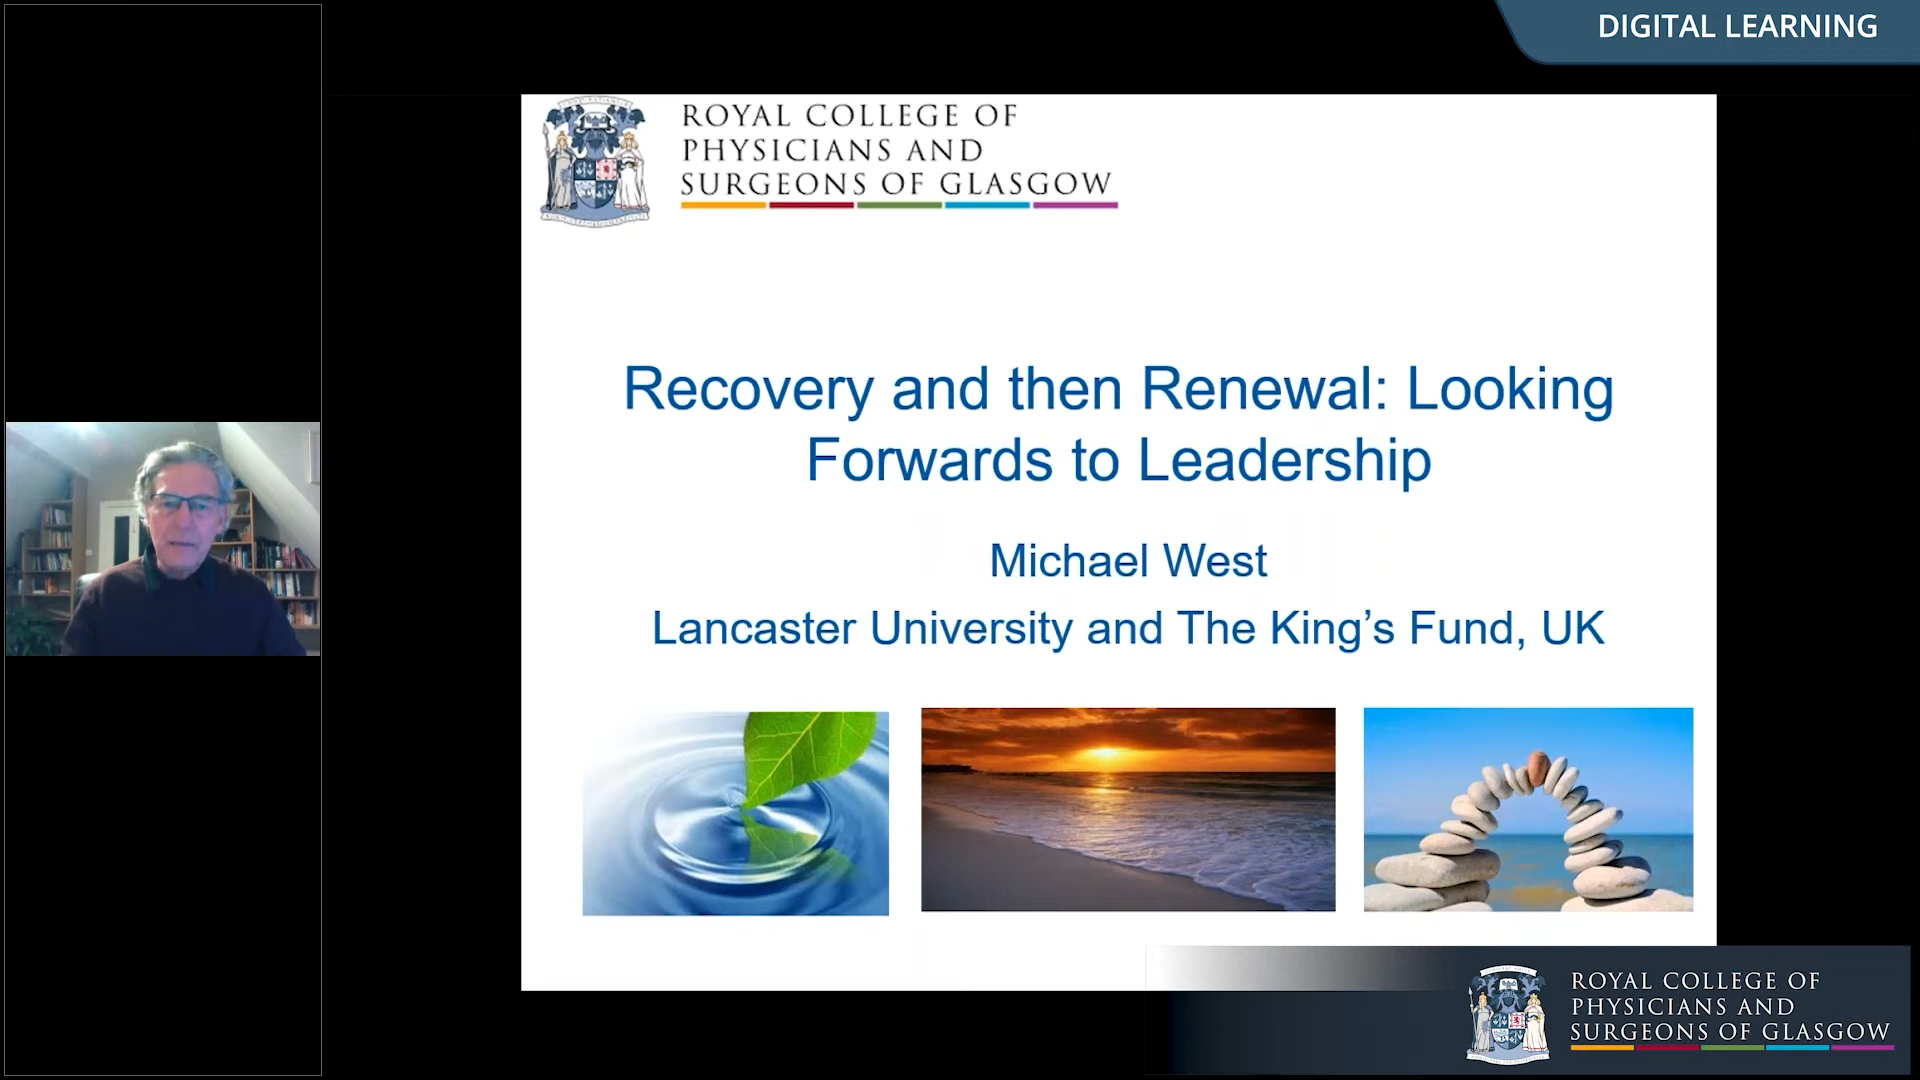 DIGITAL LEARNING
ROYAL COLLEGE OF
PHYSICIANS AND
SURGEONS OF GLASGOW
Recovery and then Renewal: Looking
Forwards to Leadership
Michael West
Lancaster University and The King’s Fund, UK
ROYAL COLLEGE OF
PHYSICIANS AND
SURGEONS OF GLASGOW